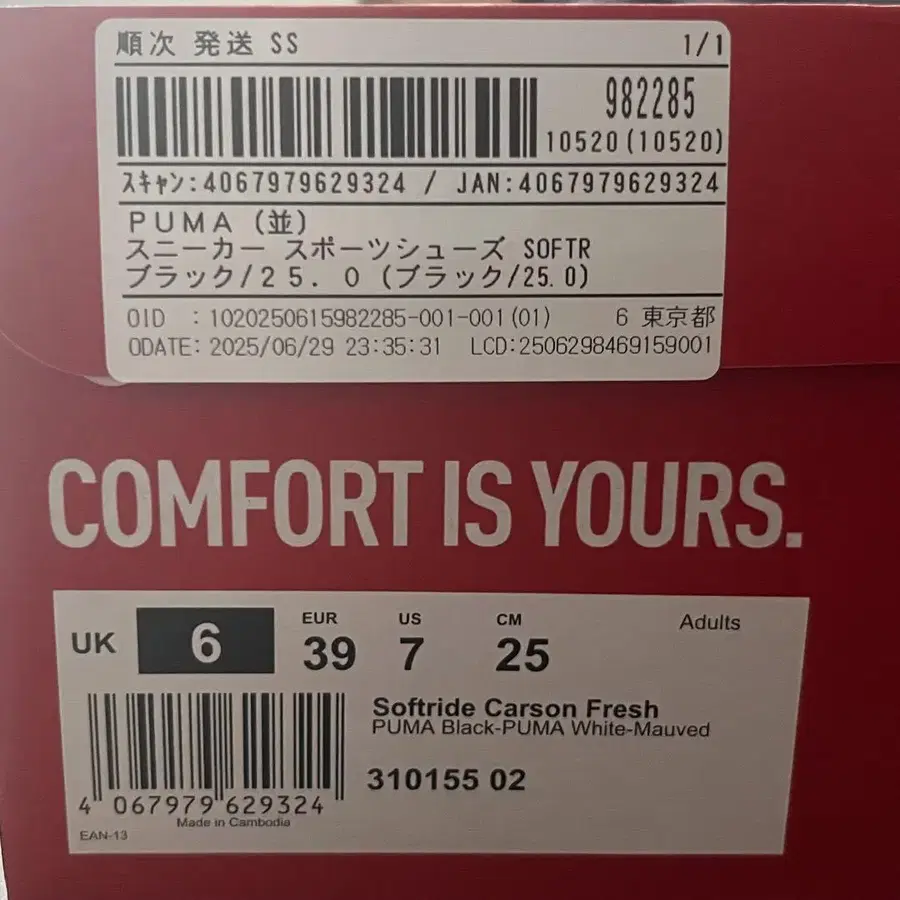 順次 発送 SS 1/1
982285
10520(10520)
スキャン:4067979629324 / JAN:4067979629324
PUMA (並)
スニーカー スポーツシューズ SOFTR
ブラック/25.0(ブラック/25.0)
OID :1020250615982285-001-001(01) 6 東京都
ODATE: 2025/06/29 23:35:31 LCD:2506298469159001
COMFORT IS YOURS.
UK 6 EUR 39 US 7 CM 25 Adults
Softride Carson Fresh
PUMA Black-PUMA White-Mauved
310155 02
4 067979 629324
Made in Cambodia
EAN-13